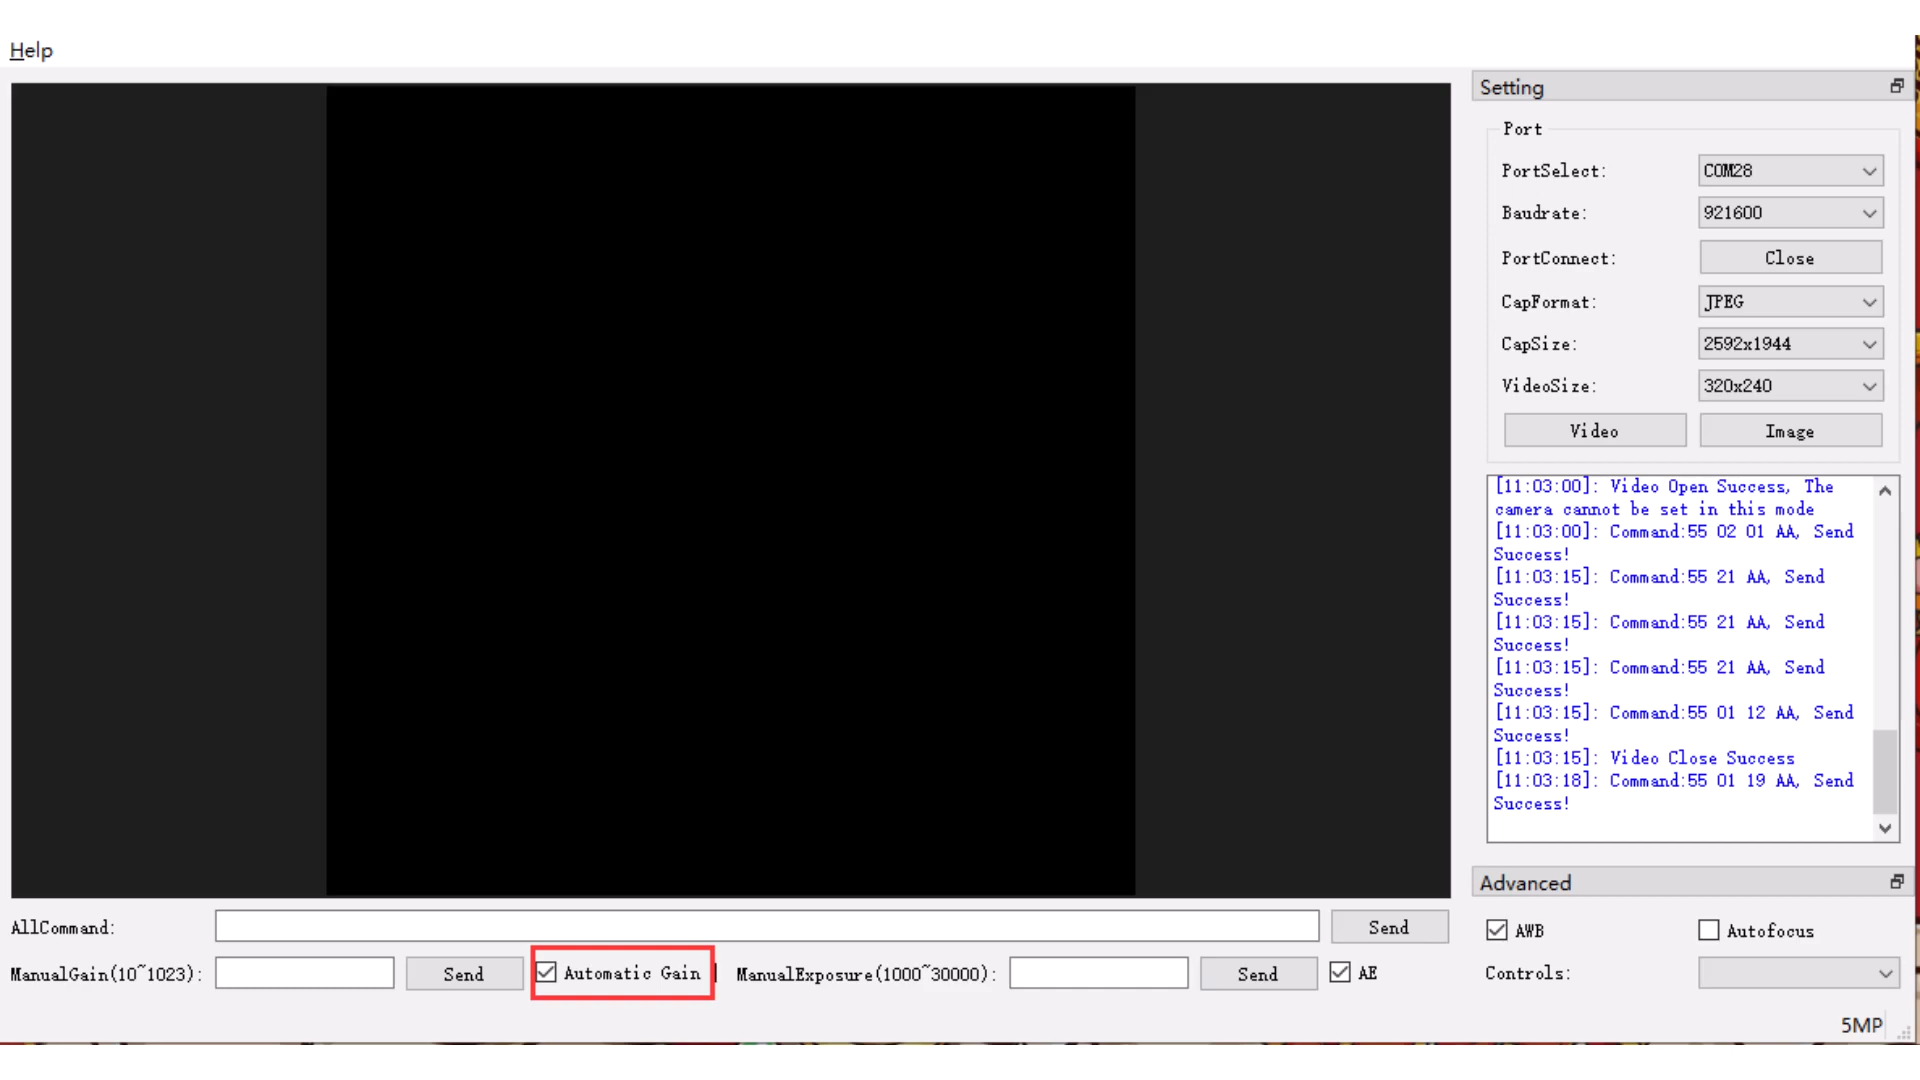 Help
Setting
Port
PortSelect: COM28
Baudrate: 921600
PortConnect: Close
CapFormat: JPEG
CapSize: 2592x1944
VideoSize: 320x240
Video Image
[11:03:00]: Video Open Success, The
camera cannot be set in this mode
[11:03:00]: Command:55 02 01 AA, Send
Success!
[11:03:15]: Command:55 21 AA, Send
Success!
[11:03:15]: Command:55 21 AA, Send
Success!
[11:03:15]: Command:55 21 AA, Send
Success!
[11:03:15]: Command:55 01 12 AA, Send
Success!
[11:03:15]: Video Close Success
[11:03:18]: Command:55 01 19 AA, Send
Success!
Advanced
AWB Autofocus
Controls:
AllCommand: Send
ManualGain(10~1023): Send Automatic Gain ManualExposure(1000~30000): Send AE
5MP